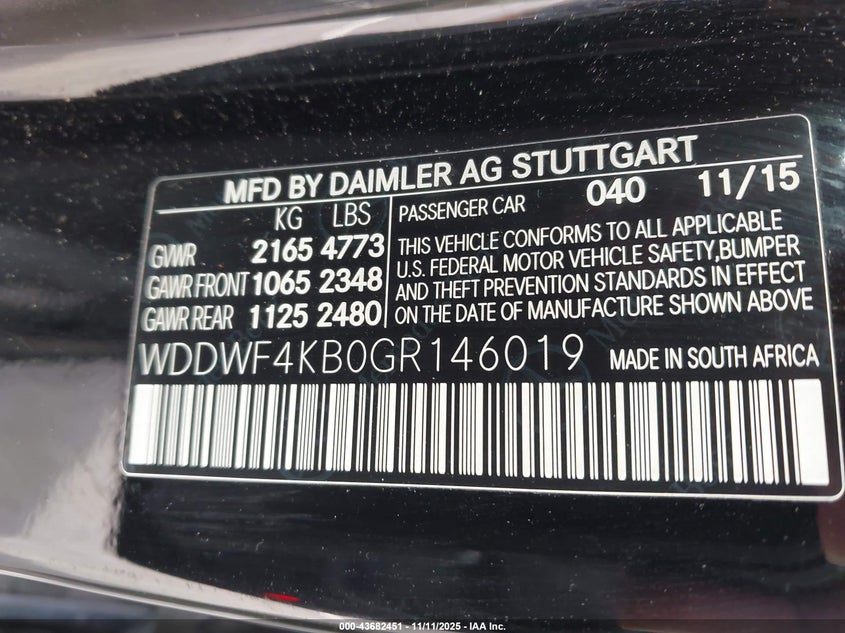 MFD BY DAIMLER AG STUTTGART
KG LBS PASSENGER CAR 040 11/15
GVWR 2165 4773
GAWR FRONT 1065 2348
GAWR REAR 1125 2480
THIS VEHICLE CONFORMS TO ALL APPLICABLE
U.S. FEDERAL MOTOR VEHICLE SAFETY,BUMPER
AND THEFT PREVENTION STANDARDS IN EFFECT
ON THE DATE OF MANUFACTURE SHOWN ABOVE
WDDWF4KB0GR146019 MADE IN SOUTH AFRICA
000-43682451 - 11/11/2025 - IAA Inc.